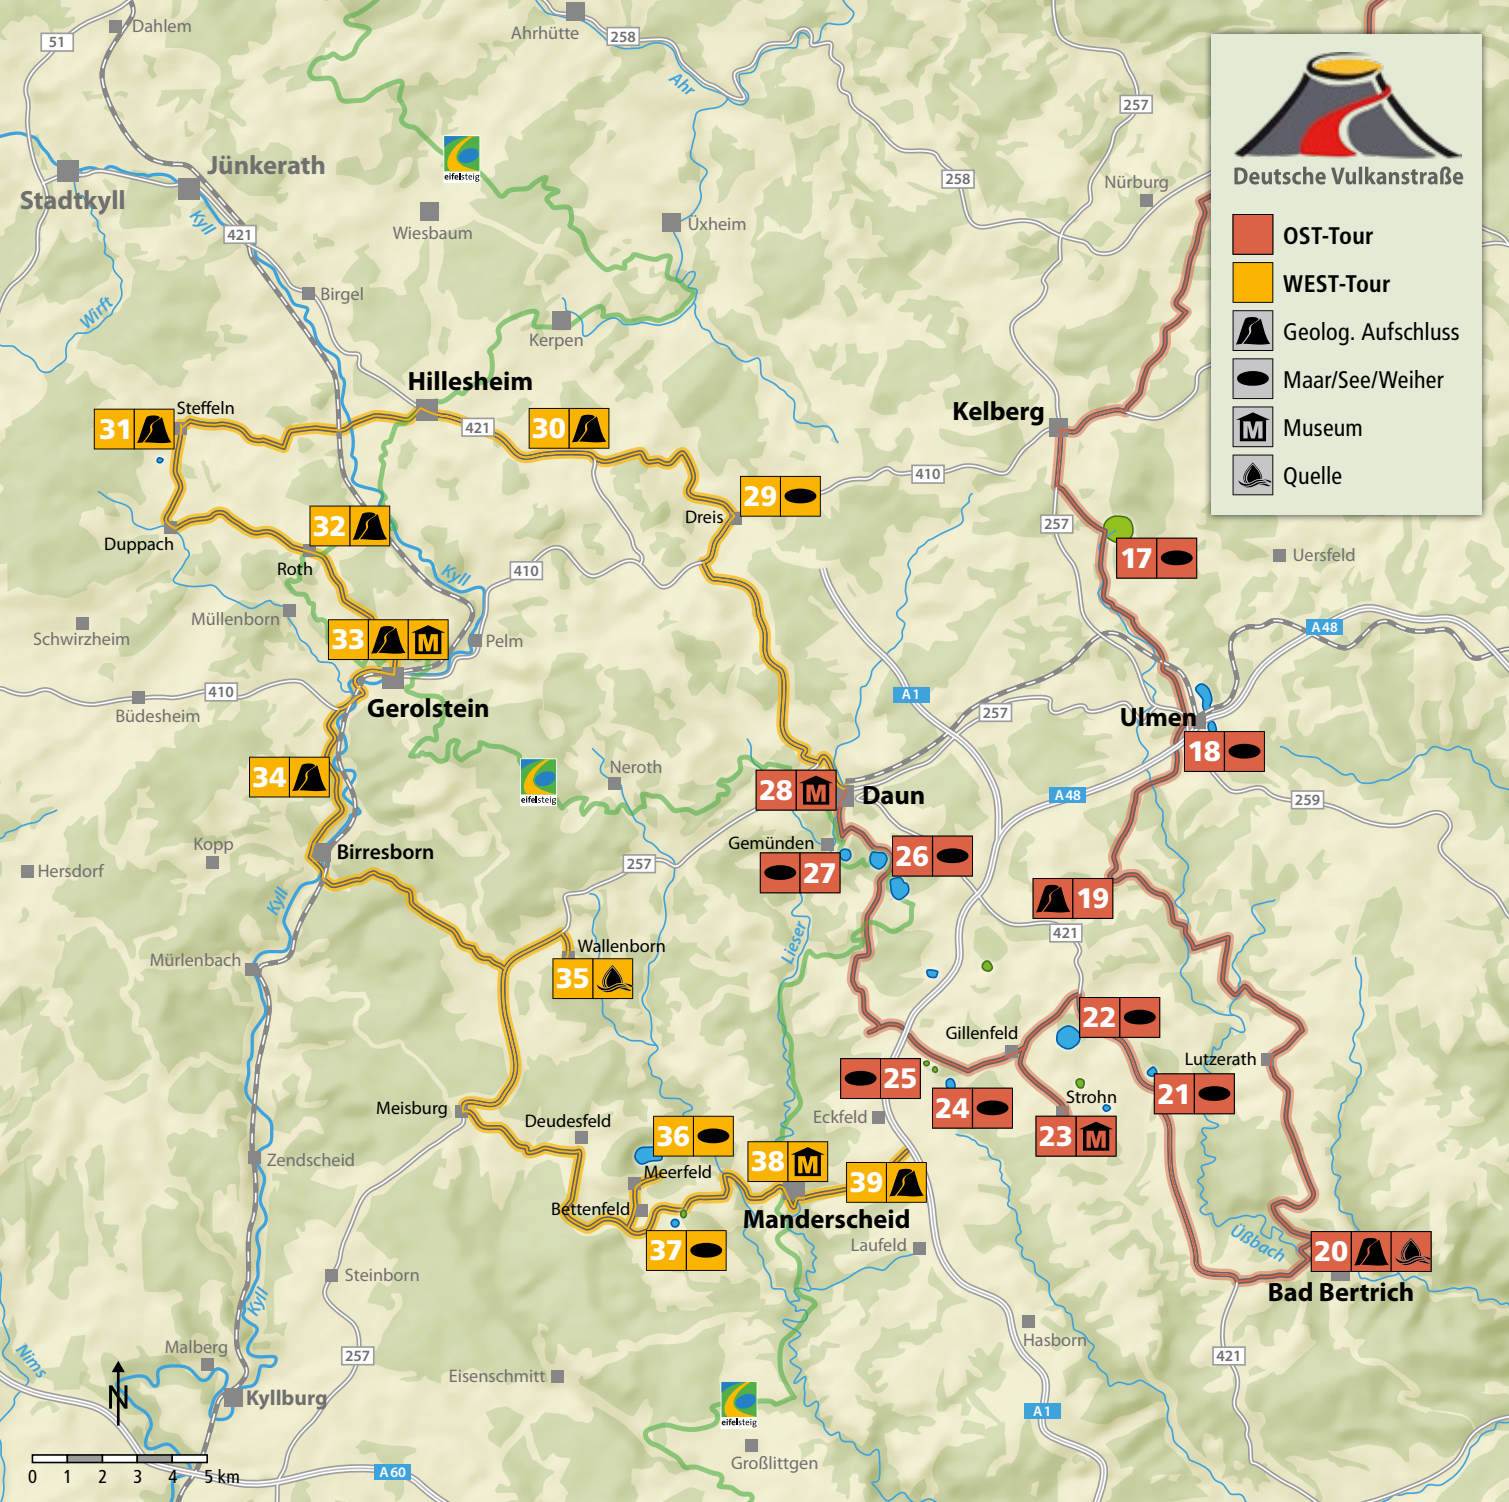 Dahlem
51
Ahrhütte
258
Ahr
257
Deutsche Vulkanstraße
OST-Tour
WEST-Tour
Geolog. Aufschluss
Maar/See/Weiher
M Museum
Quelle
Jünkerath
Stadtkyll
Kyll
421
eifelsteig
258
Nürburg
Wiesbaum
Üxheim
Birgel
Wirft
Kerpen
Hillesheim
Steffeln
31
421
30
Kelberg
410
29
Dreis
257
17
Uersfeld
32
Duppach
Roth
Kyll
410
Müllenborn
Schwirzheim
33 M
Pelm
A48
410
Büdesheim
Gerolstein
A1
257
Ulmen
18
34
eifelsteig
Neroth
28 M
Daun
A48
259
Kopp
Hersdorf
Birresborn
Gemünden
257
27
26
19
Kyll
421
Lieser
Wallenborn
35
Mürlenbach
22
Gillenfeld
Lutzerath
25
21
24
Strohn
23 M
Eckfeld
Meisburg
Deudesfeld
36
Meerfeld
38 M
39
Zendscheid
Bettenfeld
Manderscheid
37
Laufeld
Üßbach
20
Bad Bertrich
Steinborn
Kyll
Hasborn
Malberg
257
421
Nims
N
Kyllburg
Eisenschmitt
eifelsteig
A1
Großlittgen
A60
0 1 2 3 4 5 km